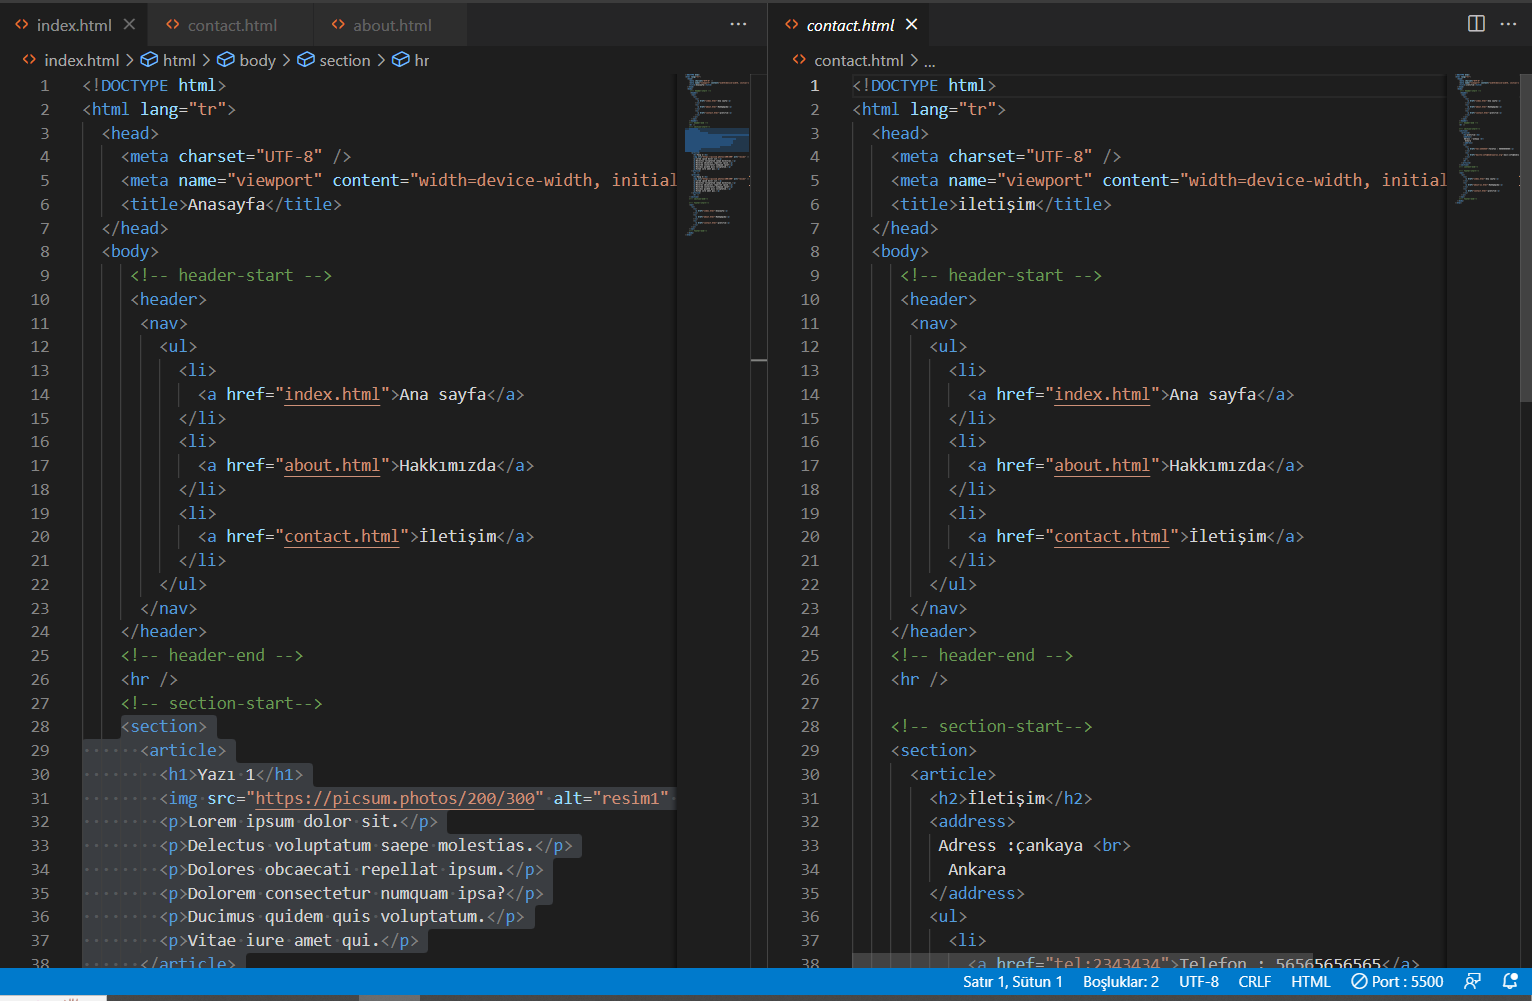 index.html
contact.html
about.html
index.html > html > body > section > hr
1 <!DOCTYPE html>
2 <html lang="tr">
3 <head>
4 <meta charset="UTF-8" />
5 <meta name="viewport" content="width=device-width, initial
6 <title>Anasayfa</title>
7 </head>
8 <body>
9 <!-- header-start -->
10 <header>
11 <nav>
12 <ul>
13 <li>
14 <a href="index.html">Ana sayfa</a>
15 </li>
16 <li>
17 <a href="about.html">Hakkımızda</a>
18 </li>
19 <li>
20 <a href="contact.html">İletişim</a>
21 </li>
22 </ul>
23 </nav>
24 </header>
25 <!-- header-end -->
26 <hr />
27 <!-- section-start-->
28 <section>
29 <article>
30 <h1>Yazı 1</h1>
31 <img src="https://picsum.photos/200/300" alt="resim1"
32 <p>Lorem ipsum dolor sit.</p>
33 <p>Delectus voluptatum saepe molestias.</p>
34 <p>Dolores obcaecati repellat ipsum.</p>
35 <p>Dolorem consectetur numquam ipsa?</p>
36 <p>Ducimus quidem quis voluptatum.</p>
37 <p>Vitae iure amet qui.</p>
38 </article>
contact.html
contact.html > ...
1 <!DOCTYPE html>
2 <html lang="tr">
3 <head>
4 <meta charset="UTF-8" />
5 <meta name="viewport" content="width=device-width, initial
6 <title>iletişim</title>
7 </head>
8 <body>
9 <!-- header-start -->
10 <header>
11 <nav>
12 <ul>
13 <li>
14 <a href="index.html">Ana sayfa</a>
15 </li>
16 <li>
17 <a href="about.html">Hakkımızda</a>
18 </li>
19 <li>
20 <a href="contact.html">İletişim</a>
21 </li>
22 </ul>
23 </nav>
24 </header>
25 <!-- header-end -->
26 <hr />
27
28 <!-- section-start-->
29 <section>
30 <article>
31 <h2>İletişim</h2>
32 <address>
33 Adress :çankaya <br>
34 Ankara
35 </address>
36 <ul>
37 <li>
38 <a href="tel:2343434">Telefon : 56565656565</a>
Satır 1, Sütun 1 Boşluklar: 2 UTF-8 CRLF HTML Port : 5500